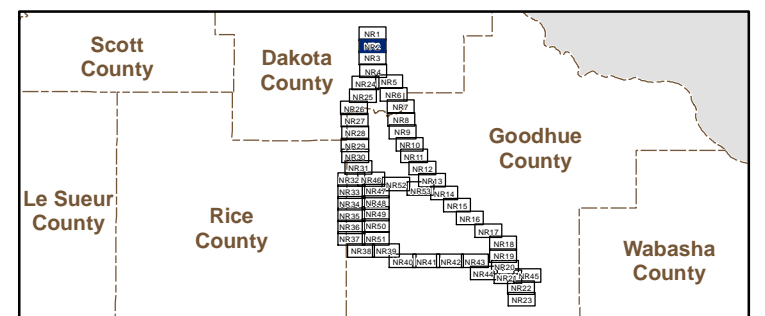 NR1
NR2
NR3
NR4
NR24
NR5
NR25
NR6
NR26
NR7
NR27
NR8
NR28
NR9
NR29
NR10
NR30
NR11
NR31
NR12
NR32
NR46
NR52
NR13
NR33
NR47
NR53
NR14
NR34
NR48
NR15
NR35
NR49
NR16
NR36
NR50
NR17
NR37
NR51
NR18
NR38
NR39
NR19
NR40
NR41
NR42
NR43
NR20
NR44
NR21
NR45
NR22
NR23
Scott
County
Dakota
County
Goodhue
County
Le Sueur
County
Rice
County
Wabasha
County